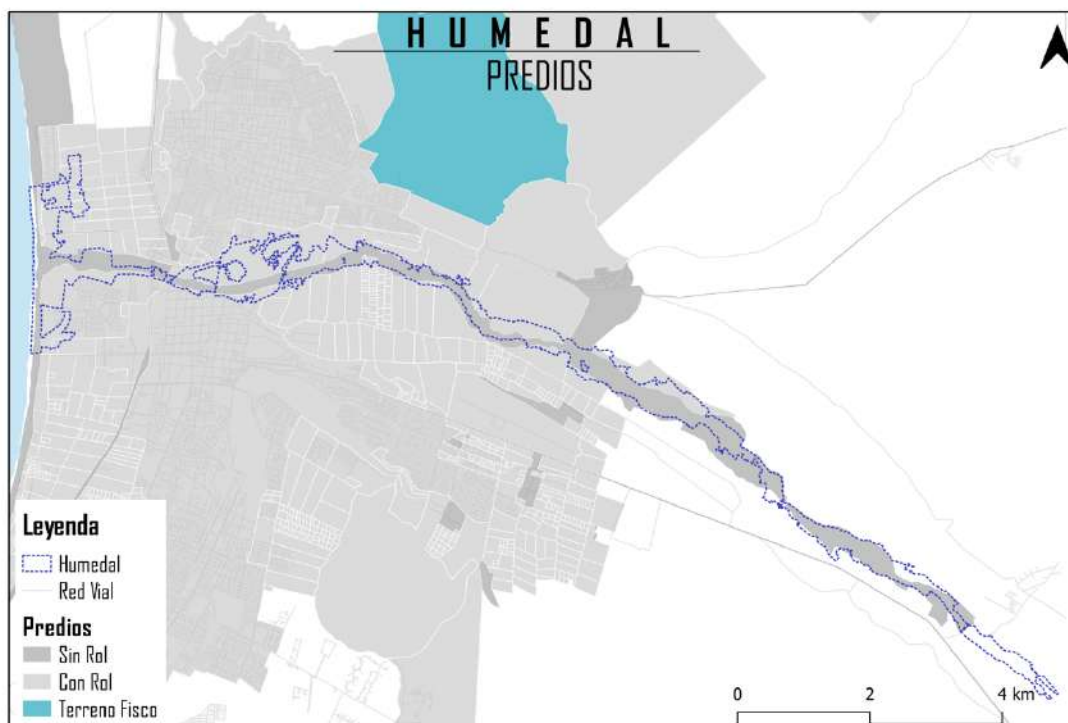 HUMEDAL
PREDIOS
Leyenda
Humedal
Red Vial
Predios
Sin Rol
Con Rol
Terreno Fisco
0 2 4 km